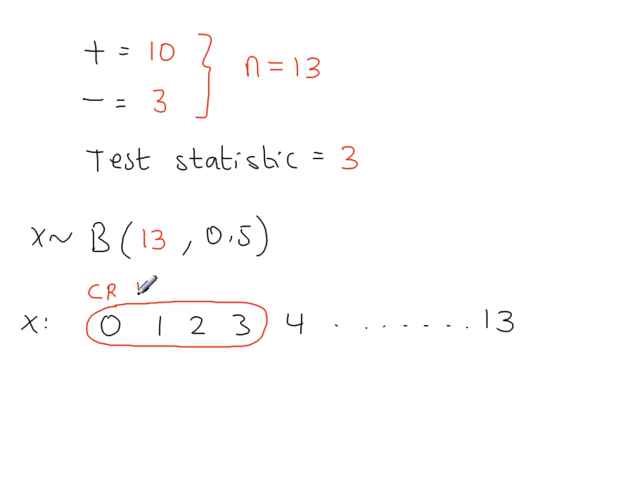 + = 10
- = 3
} n = 13
Test statistic = 3
X ~ B(13, 0.5)
CR
X: 0 1 2 3 4 . . . . . . . 13